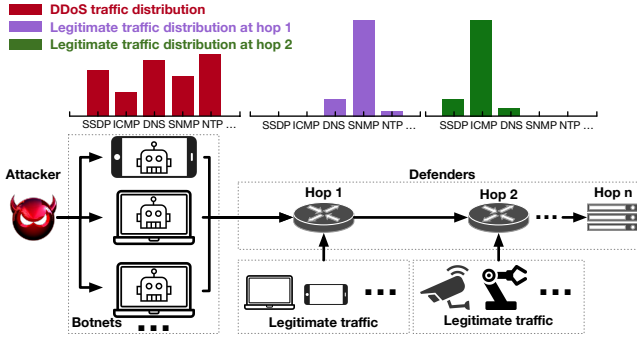 DDoS traffic distribution
Legitimate traffic distribution at hop 1
Legitimate traffic distribution at hop 2
SSDP ICMP DNS SNMP NTP ...
SSDP ICMP DNS SNMP NTP ...
SSDP ICMP DNS SNMP NTP ...
Attacker
Defenders
Hop 1
Hop 2
Hop n
...
...
...
Legitimate traffic
Legitimate traffic
Botnets ...